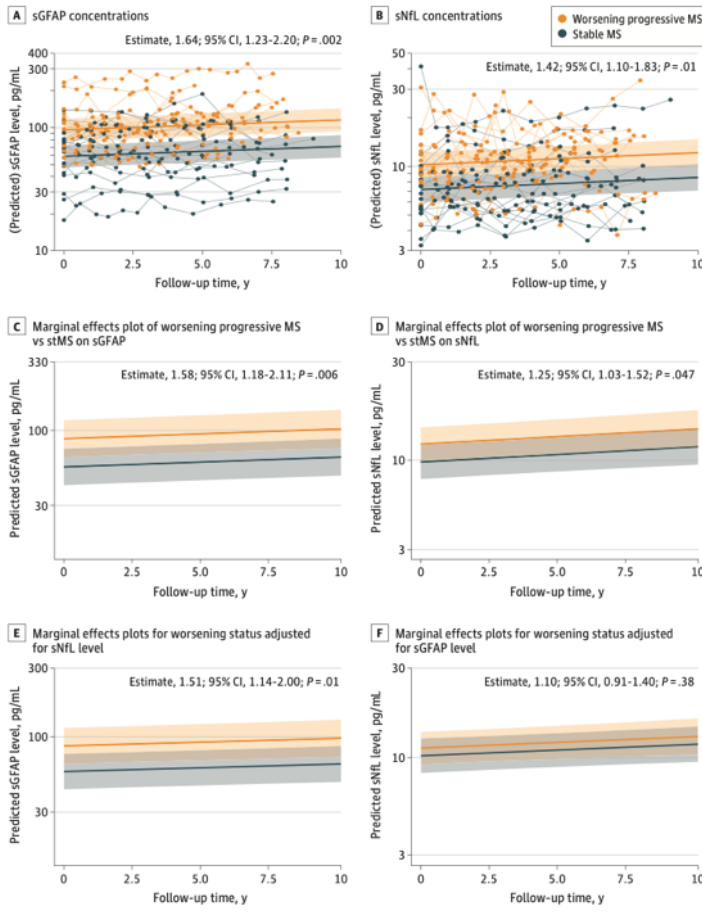 A sGFAP concentrations
Estimate, 1.64; 95% CI, 1.23-2.20; P = .002
(Predicted) sGFAP level, pg/mL
400
300
100
30
10
0 2.5 5.0 7.5 10
Follow-up time, y
B sNfL concentrations
Worsening progressive MS
Stable MS
Estimate, 1.42; 95% CI, 1.10-1.83; P = .01
(Predicted) sNfL level, pg/mL
50
30
10
3
0 2.5 5.0 7.5 10
Follow-up time, y
C Marginal effects plot of worsening progressive MS
vs stMS on sGFAP
Estimate, 1.58; 95% CI, 1.18-2.11; P = .006
Predicted sGFAP level, pg/mL
330
100
30
0 2.5 5.0 7.5 10
Follow-up time, y
D Marginal effects plot of worsening progressive MS
vs stMS on sNfL
Estimate, 1.25; 95% CI, 1.03-1.52; P = .047
Predicted sNfL level, pg/mL
30
10
3
0 2.5 5.0 7.5 10
Follow-up time, y
E Marginal effects plots for worsening status adjusted
for sNfL level
Estimate, 1.51; 95% CI, 1.14-2.00; P = .01
Predicted sGFAP level, pg/mL
300
100
30
0 2.5 5.0 7.5 10
Follow-up time, y
F Marginal effects plots for worsening status adjusted
for sGFAP level
Estimate, 1.10; 95% CI, 0.91-1.40; P = .38
Predicted sNfL level, pg/mL
30
10
3
0 2.5 5.0 7.5 10
Follow-up time, y